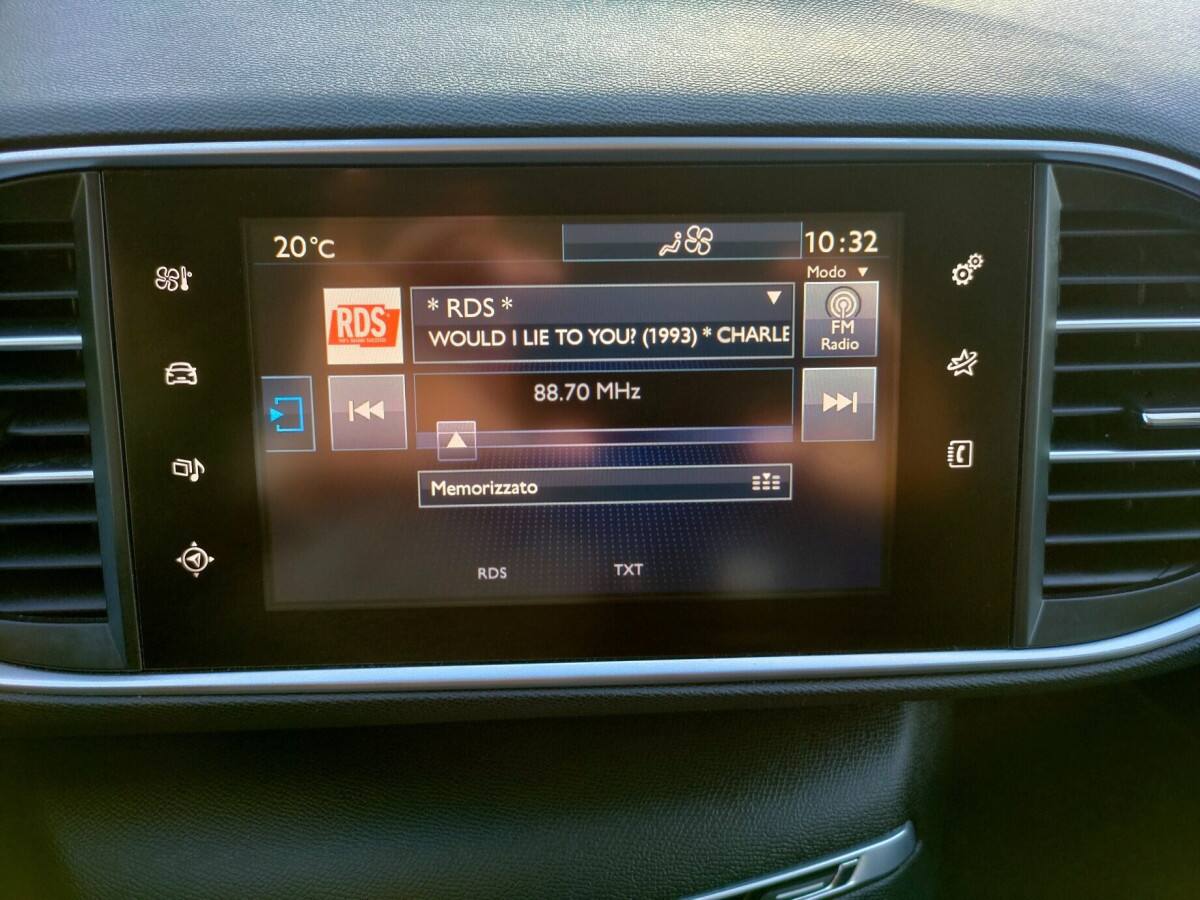 20°C
10:32
Modo
RDS
* RDS *
WOULD I LIE TO YOU? (1993) * CHARLE
FM
Radio
88.70 MHz
Memorizzato
RDS
TXT